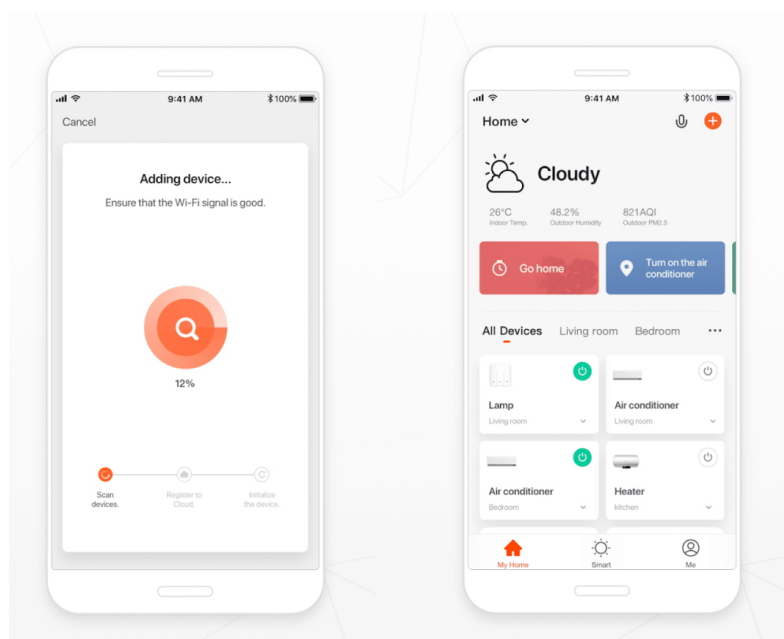 9:41 AM
100%
Cancel
Adding device...
Ensure that the Wi-Fi signal is good.
12%
Scan
devices.
Register to
Cloud.
Initialize
the device.
9:41 AM
100%
Home
Cloudy
26°C
Indoor Temp.
48.2%
Outdoor Humidity
821AQI
Outdoor PM2.5
Go home
Turn on the air
conditioner
All Devices
Living room
Bedroom
Lamp
Living room
Air conditioner
Living room
Air conditioner
Bedroom
Heater
kitchen
My Home
Smart
Me